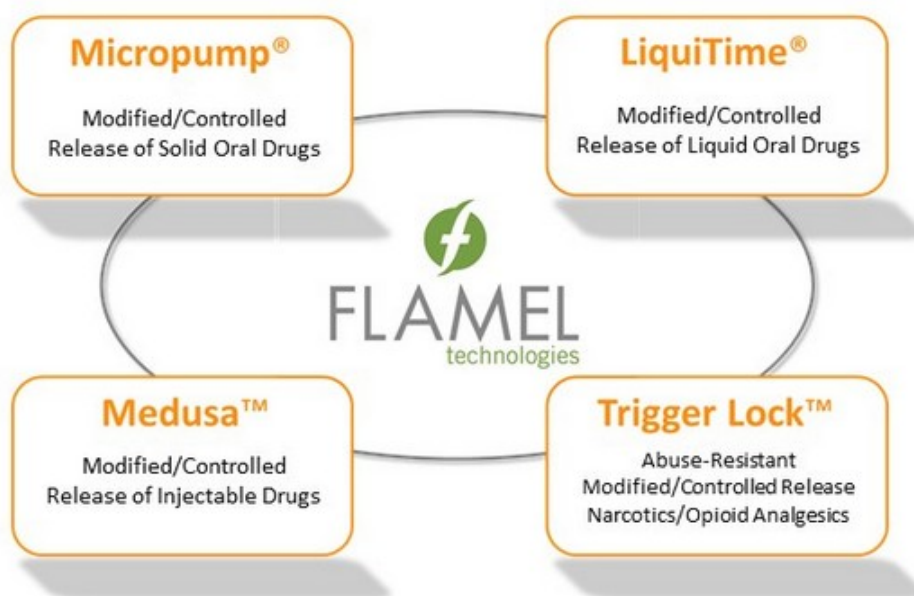 Micropump®
Modified/Controlled
Release of Solid Oral Drugs
LiquiTime®
Modified/Controlled
Release of Liquid Oral Drugs
f
FLAMEL
technologies
Medusa™
Modified/Controlled
Release of Injectable Drugs
Trigger Lock™
Abuse-Resistant
Modified/Controlled Release
Narcotics/Opioid Analgesics